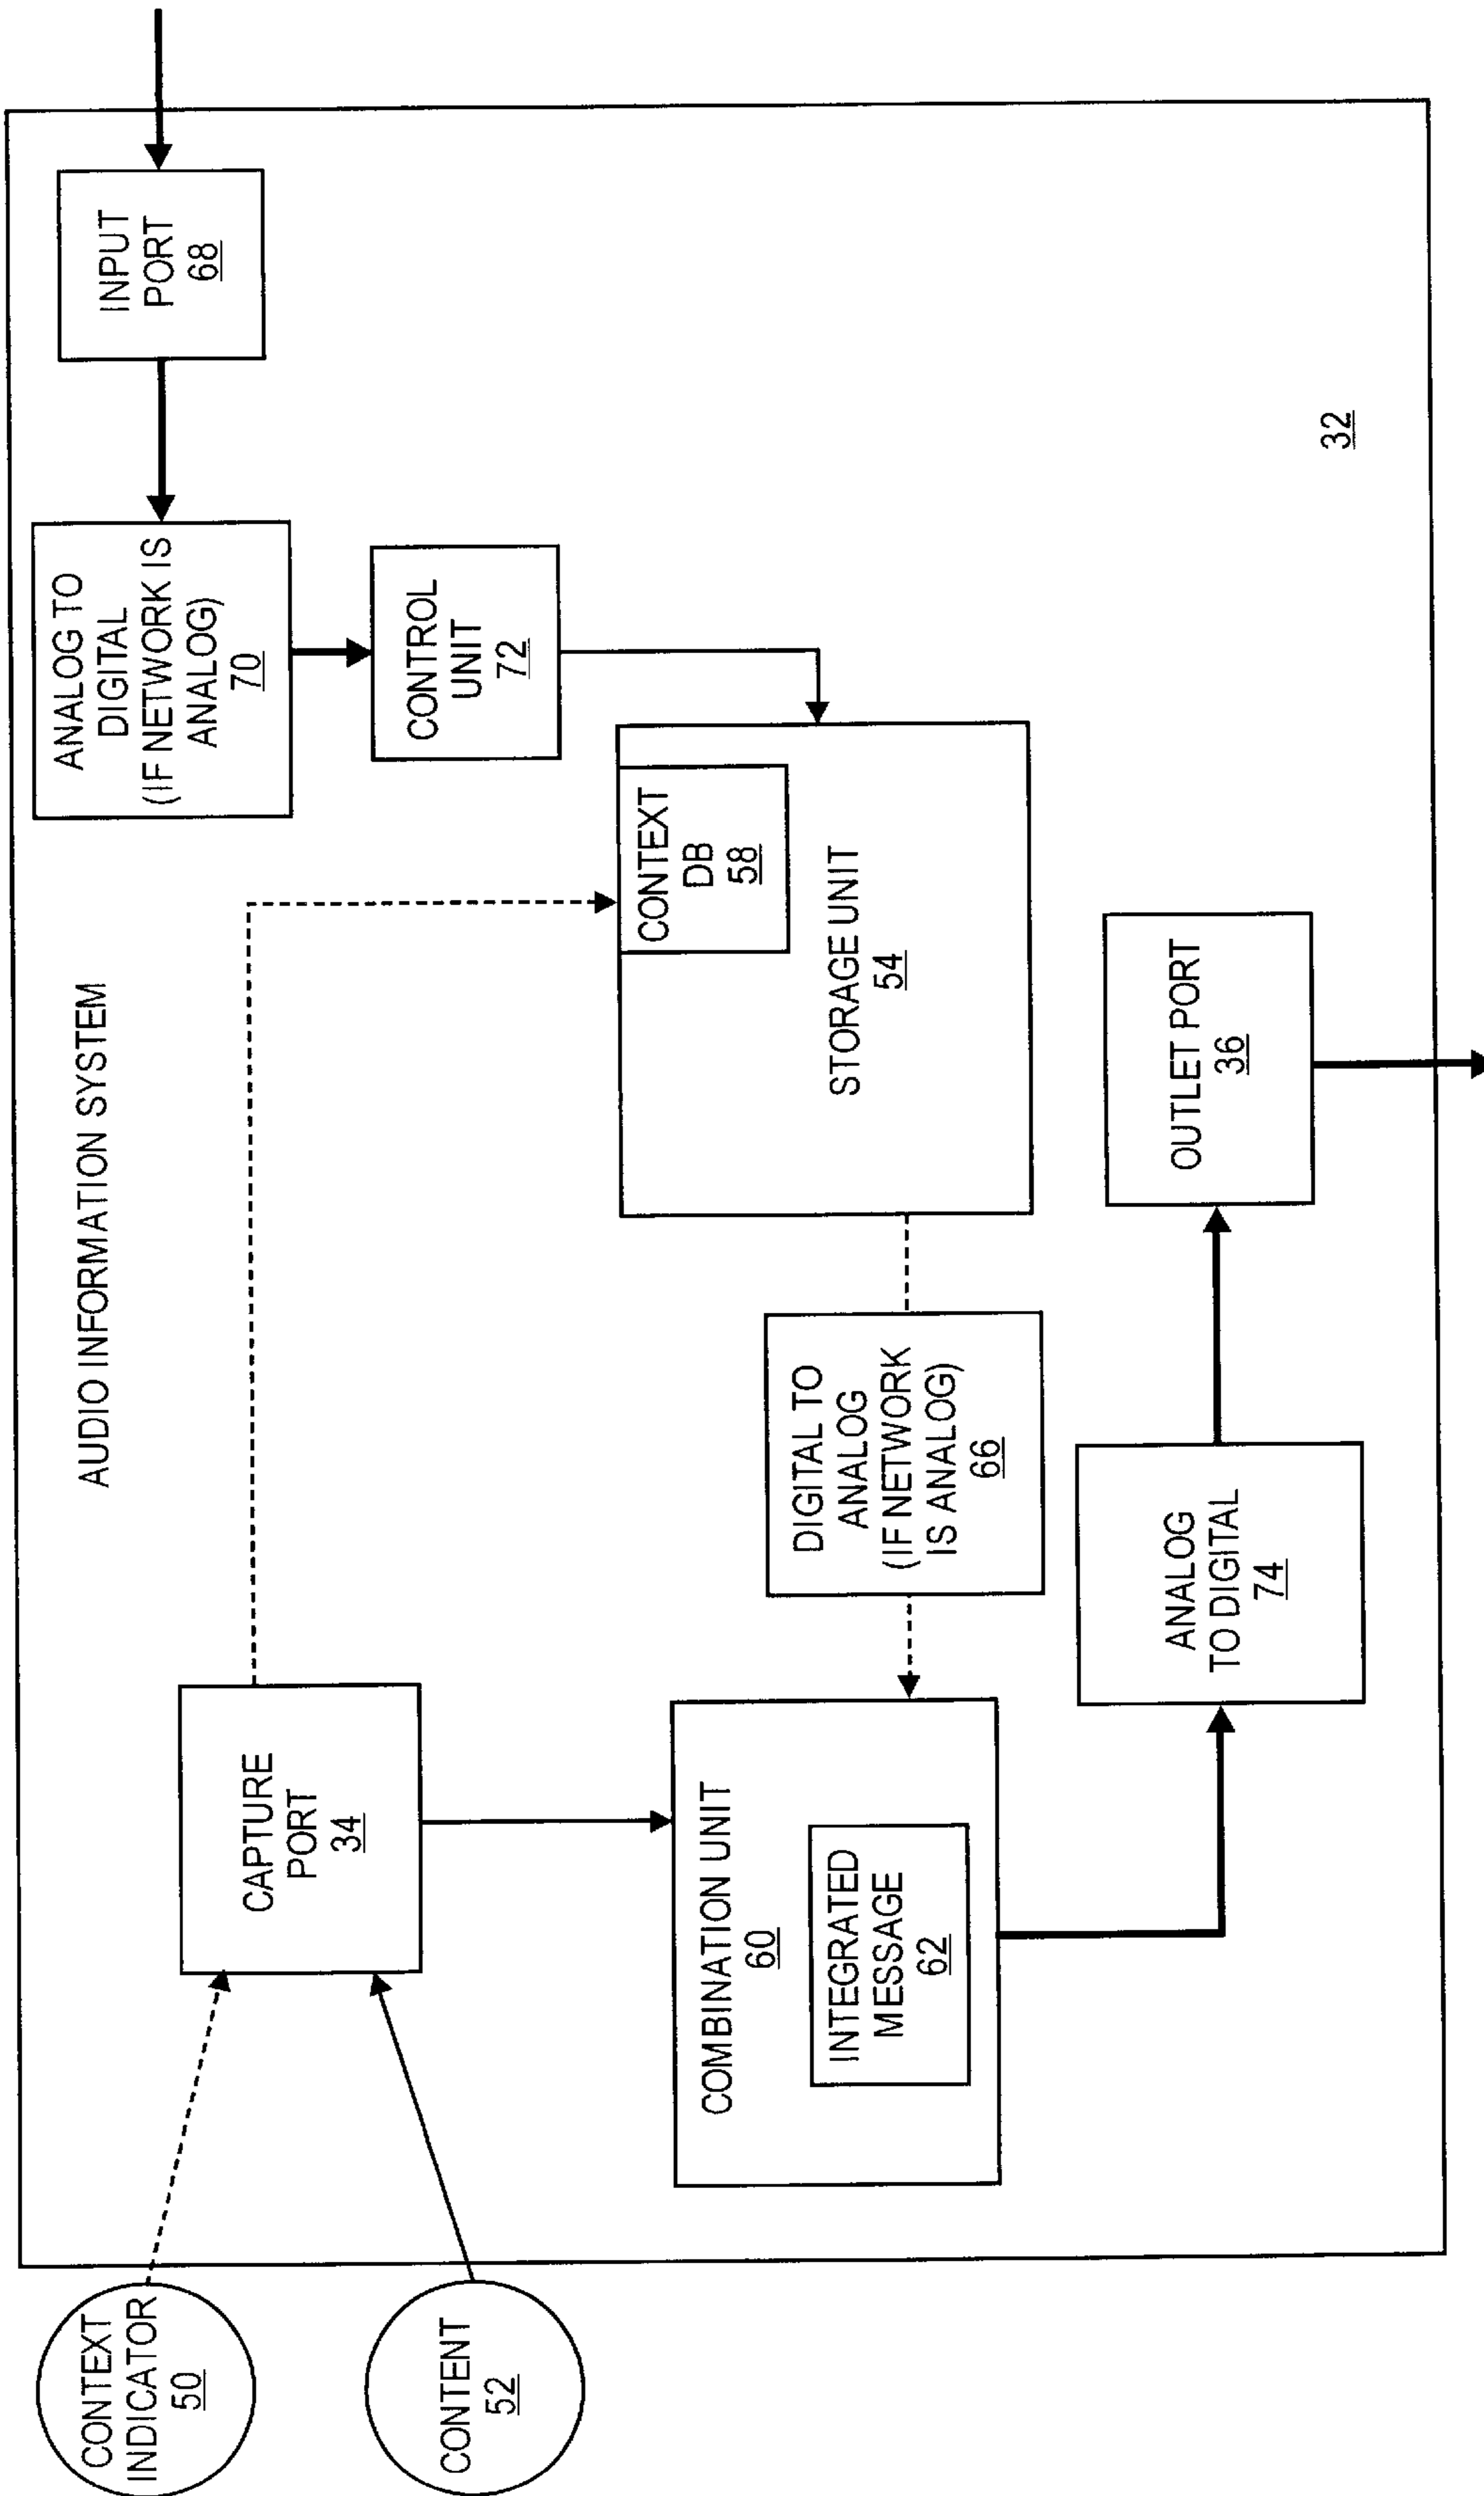 AUDIO INFORMATION SYSTEM
CONTEXT
INDICATOR
50
CONTENT
52
CAPTURE
PORT
34
ANALOG TO
DIGITAL
(IF NETWORK IS
ANALOG)
70
INPUT
PORT
68
CONTROL
UNIT
72
CONTEXT
DB
58
STORAGE UNIT
54
COMBINATION UNIT
60
INTEGRATED
MESSAGE
62
DIGITAL TO
ANALOG
(IF NETWORK
IS ANALOG)
66
ANALOG
TO DIGITAL
74
OUTLET PORT
36
32